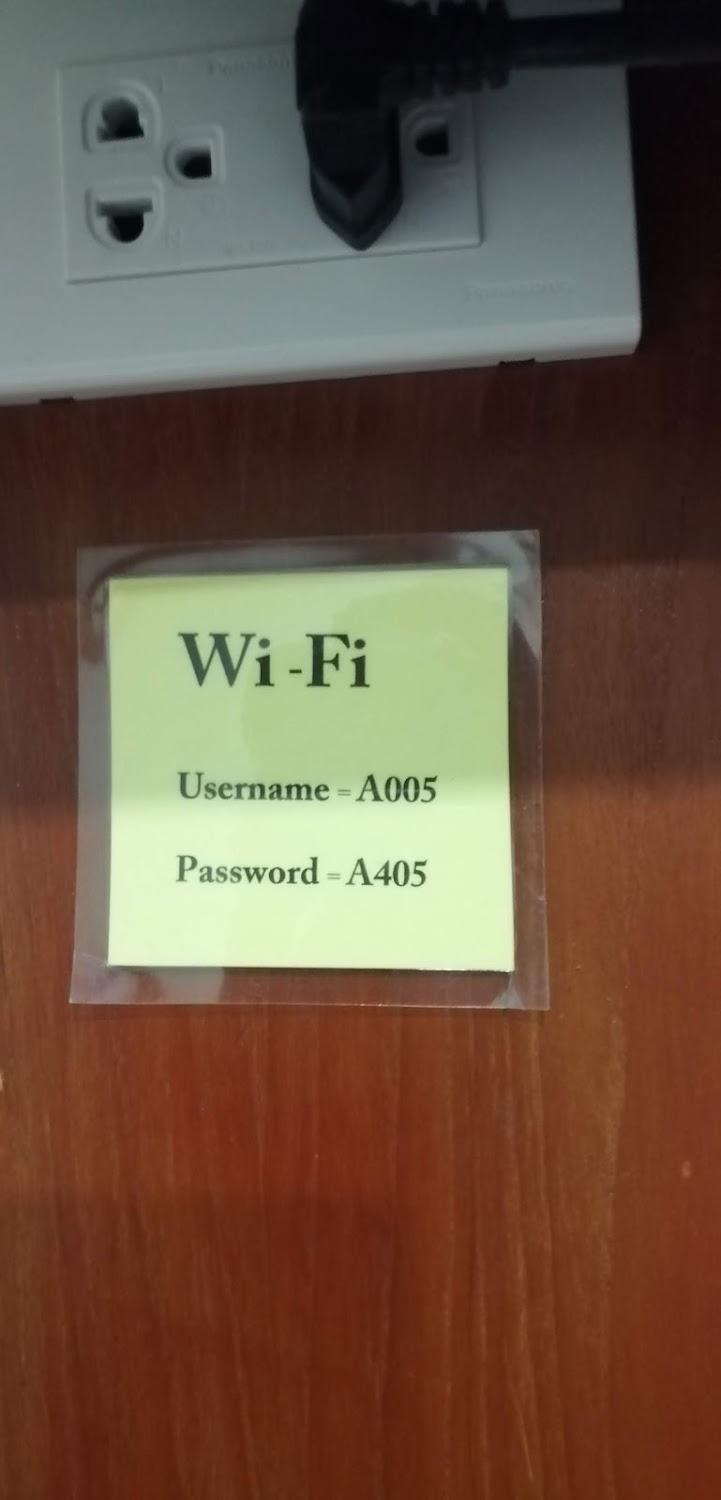 Wi-Fi
Username = A005
Password = A405